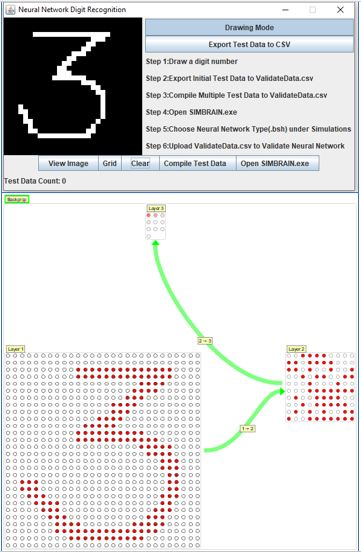 Neural Network Digit Recognition
Drawing Mode
Export Test Data to CSV
Step 1:Draw a digit number
Step 2:Export Initial Test Data to ValidateData.csv
Step 3:Compile Multiple Test Data to ValidateData.csv
Step 4:Open SIMBRAIN.exe
Step 5:Choose Neural Network Type(.bsh) under Simulations
Step 6:Upload ValidateData.csv to Validate Neural Network
View Image Grid Clear Compile Test Data Open SIMBRAIN.exe
Test Data Count: 0
Backprop
Layer 3
2 → 3
Layer 1
Layer 2
1 → 2